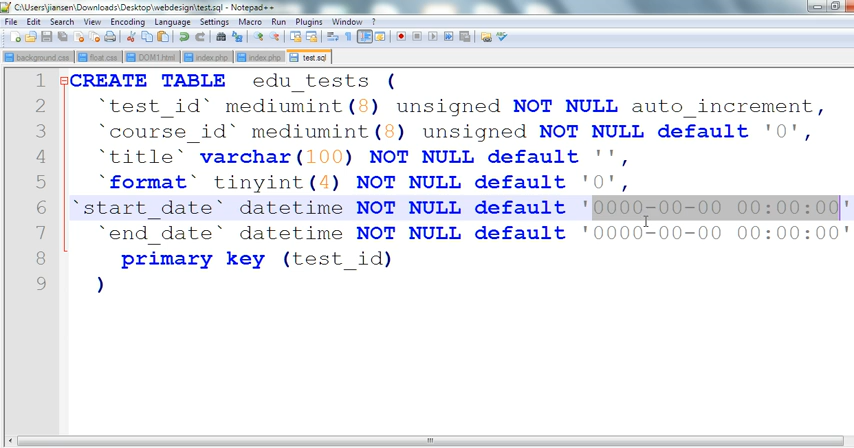 C:\Users\jiansen\Downloads\Desktop\webdesign\test.sql - Notepad++
File Edit Search View Encoding Language Settings Macro Run Plugins Window ?
background.css float.css DOM1.html index.php index.php test.sql
1 CREATE TABLE edu_tests (
2 `test_id` mediumint(8) unsigned NOT NULL auto_increment,
3 `course_id` mediumint(8) unsigned NOT NULL default '0',
4 `title` varchar(100) NOT NULL default '',
5 `format` tinyint(4) NOT NULL default '0',
6 `start_date` datetime NOT NULL default '0000-00-00 00:00:00'
7 `end_date` datetime NOT NULL default '0000-00-00 00:00:00'
8 primary key (test_id)
9 )